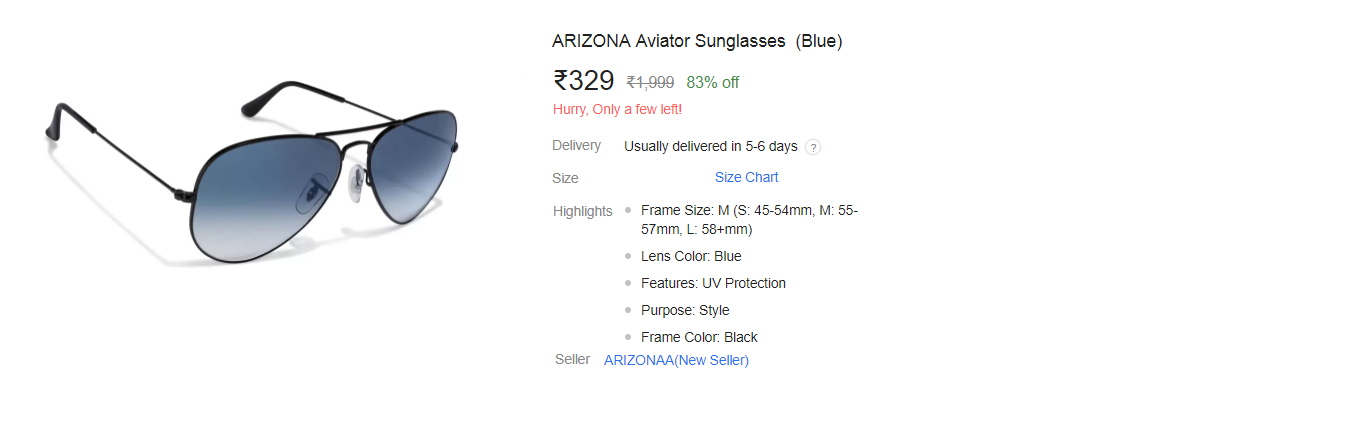 ARIZONA Aviator Sunglasses (Blue)
₹329 ₹1,999 83% off
Hurry, Only a few left!
Delivery Usually delivered in 5-6 days ?
Size Size Chart
Highlights Frame Size: M (S: 45-54mm, M: 55-
57mm, L: 58+mm)
Lens Color: Blue
Features: UV Protection
Purpose: Style
Frame Color: Black
Seller ARIZONAA(New Seller)